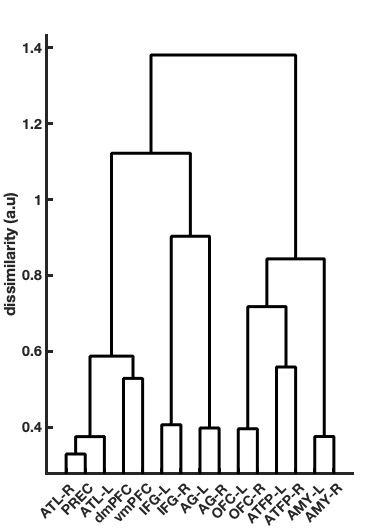 1.4
1.2
1
0.8
0.6
0.4
dissimilarity (a.u)
ATL-R
PREC
ATL-L
dmPFC
vmPFC
IFG-L
IFG-R
AG-L
AG-R
OFC-L
OFC-R
ATFP-L
ATFP-R
AMY-L
AMY-R